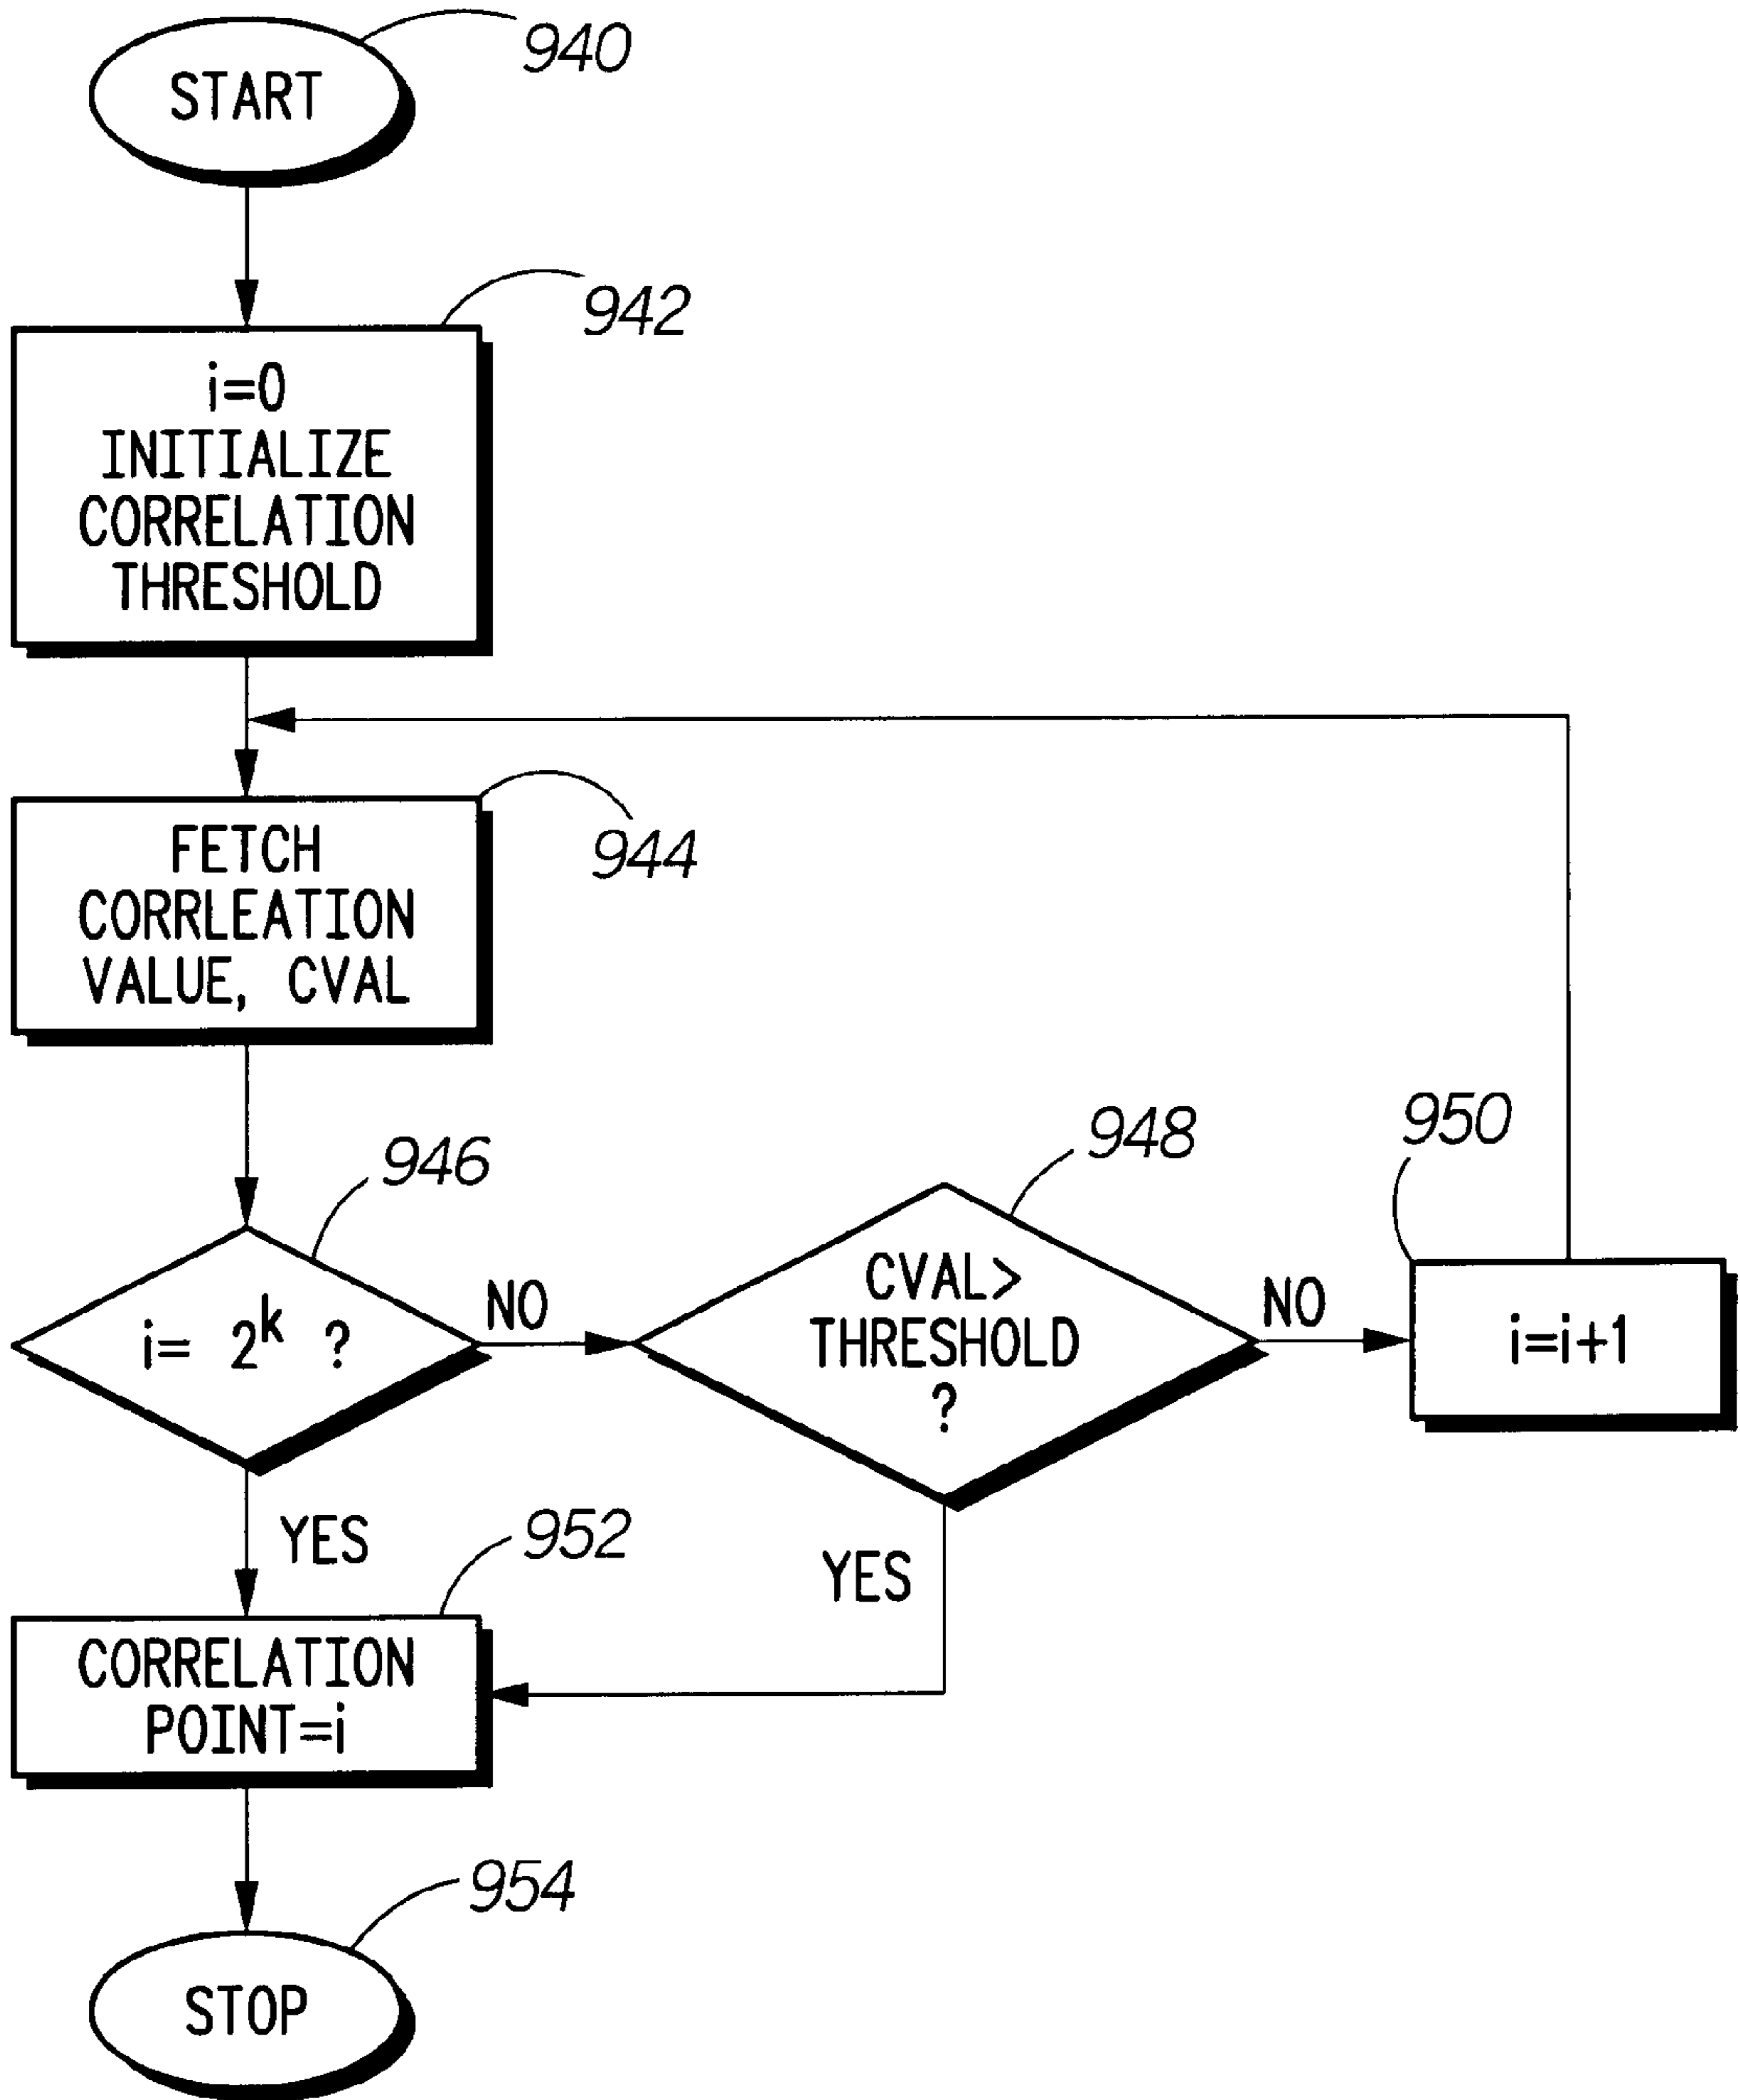 START
940
942
i=0
INITIALIZE
CORRELATION
THRESHOLD
944
FETCH
CORRLEATION
VALUE, CVAL
946
i= 2^k ?
NO
948
CVAL>
THRESHOLD
?
NO
950
i=i+1
YES
YES
952
CORRELATION
POINT=i
954
STOP